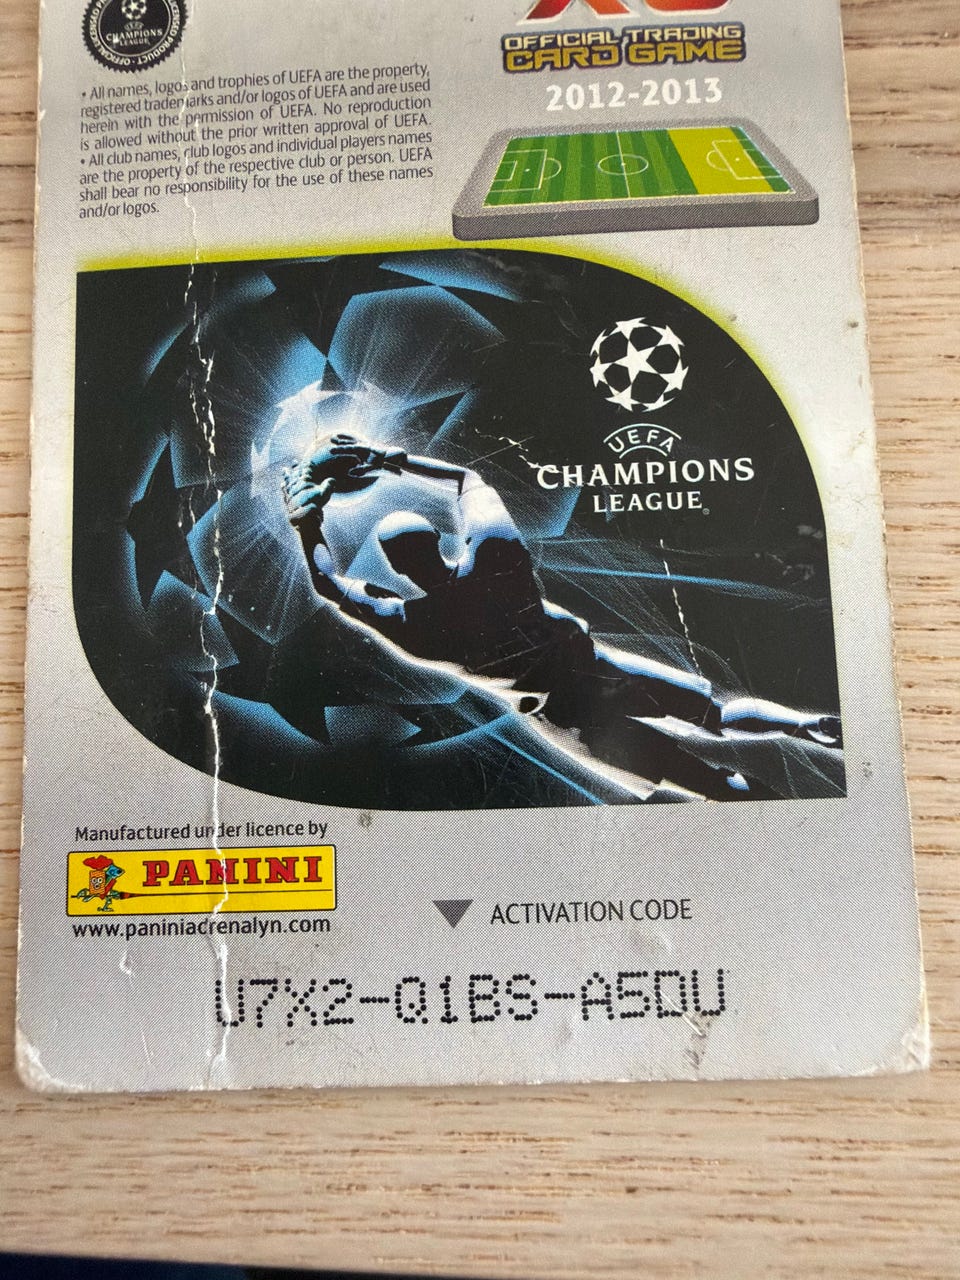 CHAMPIONS
LEAGUE
OFFICIAL TRADING
CARD GAME
2012-2013
• All names, logos and trophies of UEFA are the property,
registered trademarks and/or logos of UEFA and are used
herein with the permission of UEFA. No reproduction
is allowed without the prior written approval of UEFA.
• All club names, club logos and individual players names
are the property of the respective club or person. UEFA
shall bear no responsibility for the use of these names
and/or logos.
UEFA
CHAMPIONS
LEAGUE®
Manufactured under licence by
PANINI
www.paniniadrenalyn.com
ACTIVATION CODE
U7X2-Q1BS-A5DU